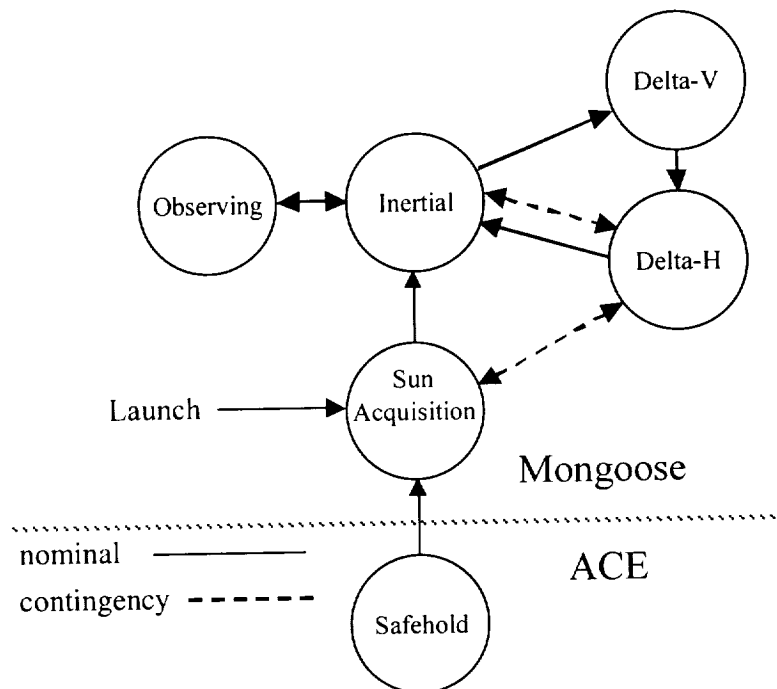 Delta-V
Observing
Inertial
Delta-H
Sun
Acquisition
Launch
Mongoose
nominal
ACE
contingency
Safehold